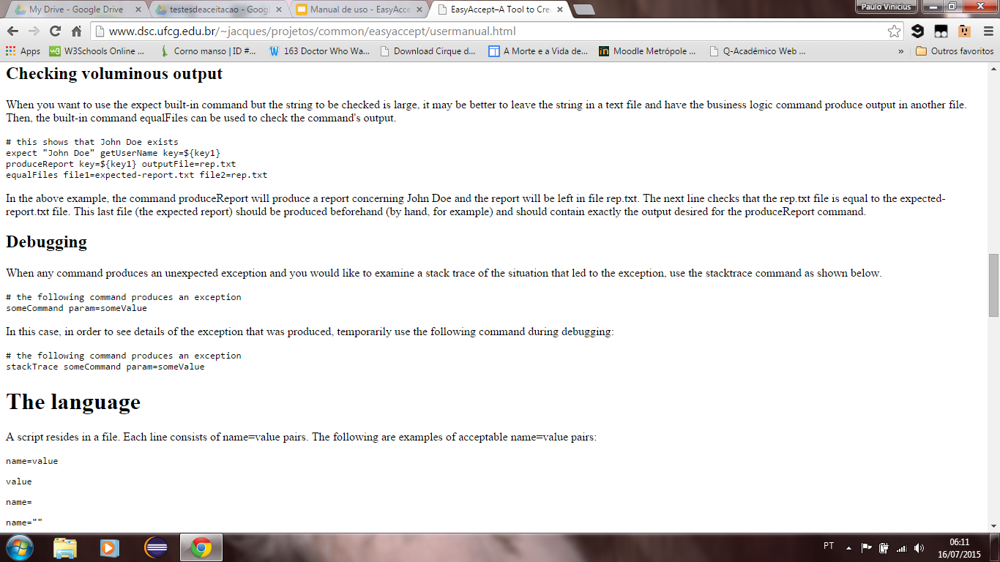 My Drive - Google Drive
testesdeaceitacao - Goog
Manual de uso - EasyAcce
EasyAccept–A Tool to Cre
Paulo Vinicius
www.dsc.ufcg.edu.br/~jacques/projetos/common/easyaccept/usermanual.html
Apps
W3Schools Online ...
Corno manso | ID #...
163 Doctor Who Wa...
Download Cirque d...
A Morte e a Vida de...
Moodle Metrópole ...
Q-Acadêmico Web ...
»
Outros favoritos
Checking voluminous output
When you want to use the expect built-in command but the string to be checked is large, it may be better to leave the string in a text file and have the business logic command produce output in another file.
Then, the built-in command equalFiles can be used to check the command's output.
# this shows that John Doe exists
expect "John Doe" getUserName key=${key1}
produceReport key=${key1} outputFile=rep.txt
equalFiles file1=expected-report.txt file2=rep.txt
In the above example, the command produceReport will produce a report concerning John Doe and the report will be left in file rep.txt. The next line checks that the rep.txt file is equal to the expected-
report.txt file. This last file (the expected report) should be produced beforehand (by hand, for example) and should contain exactly the output desired for the produceReport command.
Debugging
When any command produces an unexpected exception and you would like to examine a stack trace of the situation that led to the exception, use the stacktrace command as shown below.
# the following command produces an exception
someCommand param=someValue
In this case, in order to see details of the exception that was produced, temporarily use the following command during debugging:
# the following command produces an exception
stackTrace someCommand param=someValue
The language
A script resides in a file. Each line consists of name=value pairs. The following are examples of acceptable name=value pairs:
name=value
value
name=
name=""
PT
06:11
16/07/2015